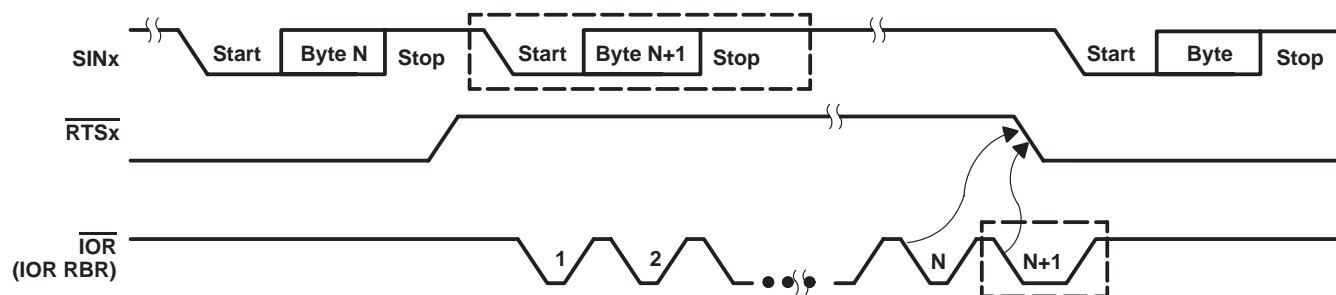 SINx
Start
Byte N
Stop
Start
Byte N+1
Stop
Start
Byte
Stop
RTSx
IOR
(IOR RBR)
1
2
N
N+1